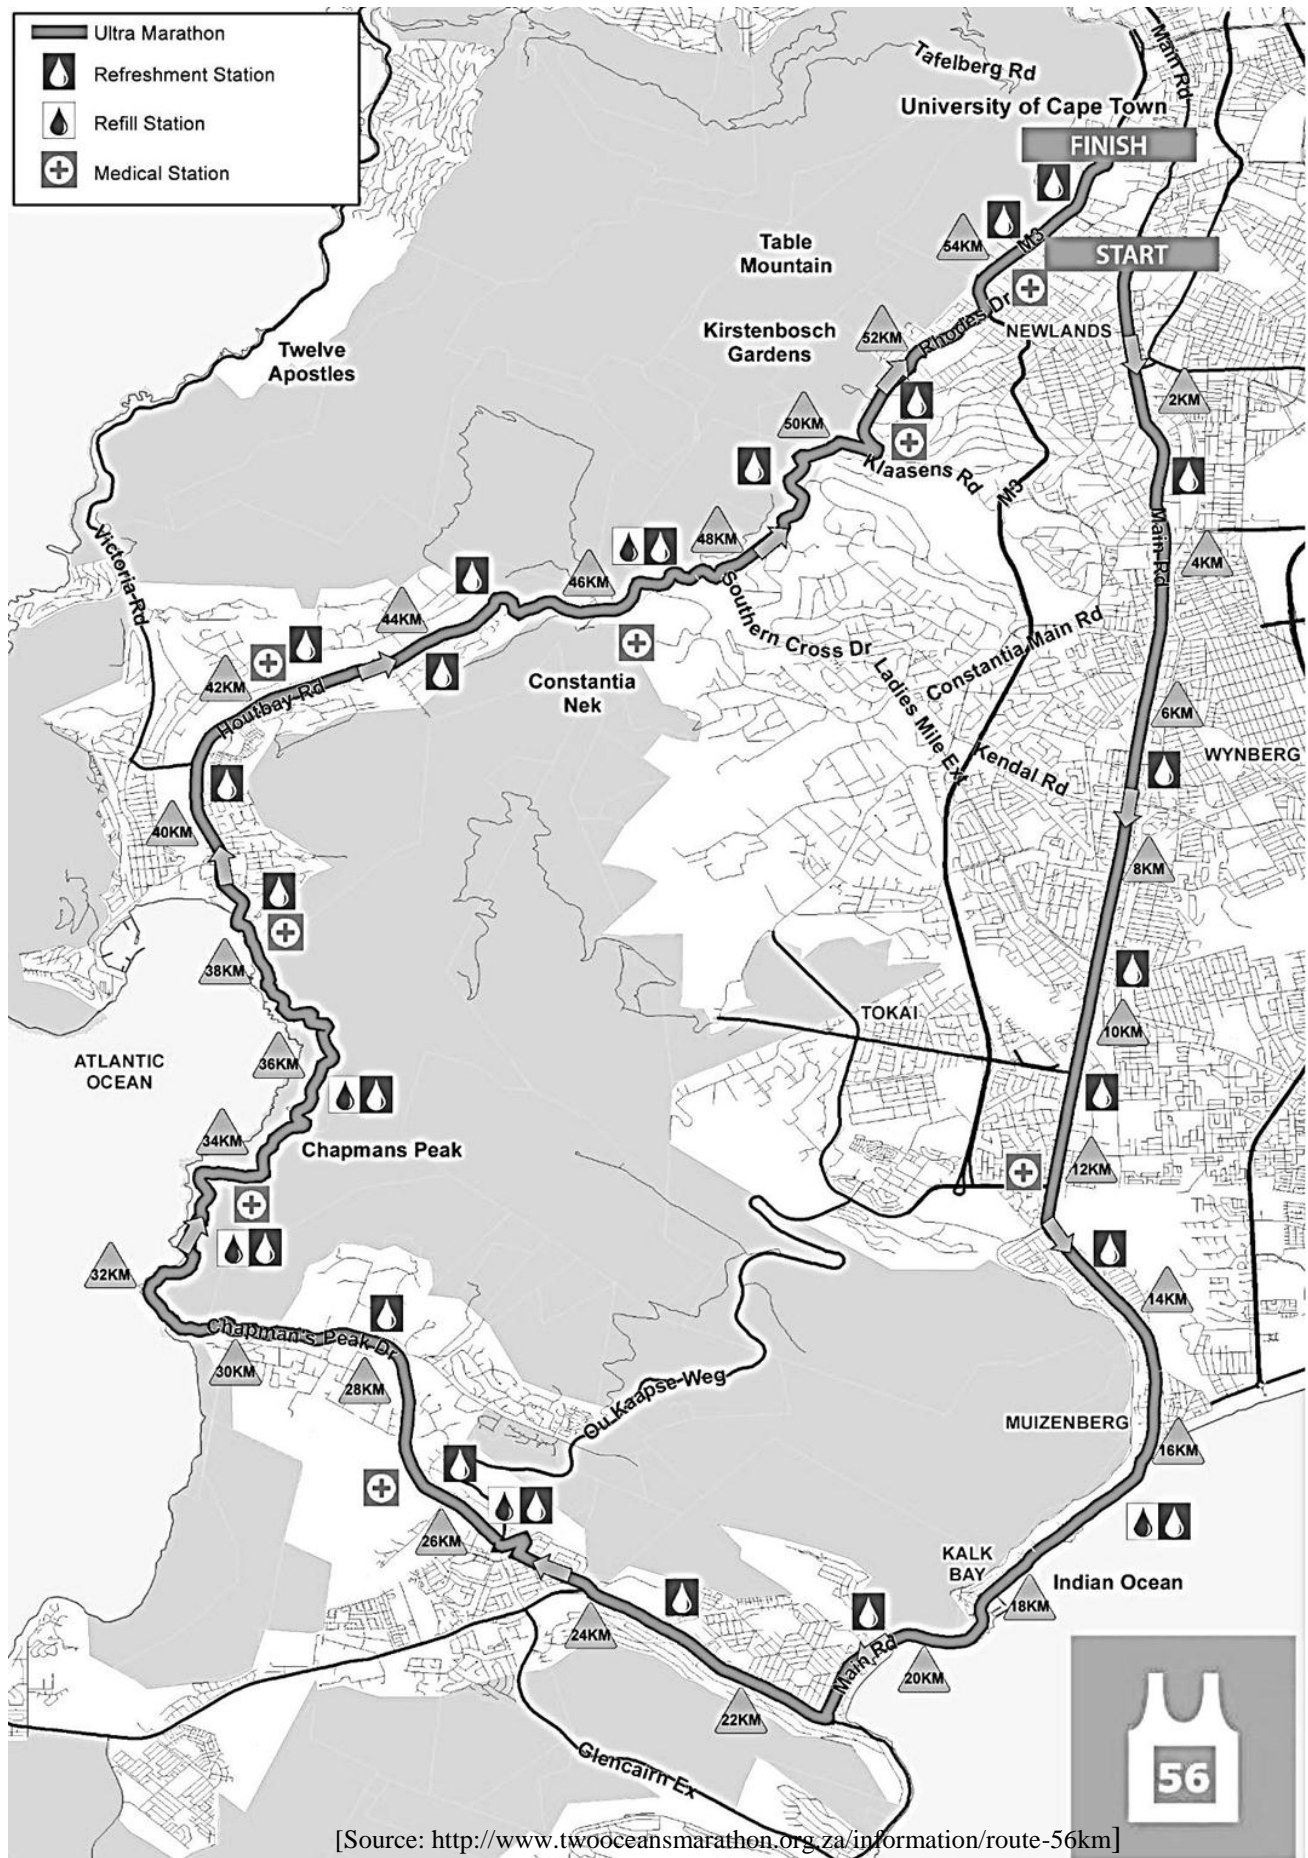 Ultra Marathon
Refreshment Station
Refill Station
Medical Station
Tafelberg Rd
Main Rd
University of Cape Town
FINISH
54KM
M3
START
Table
Mountain
Kirstenbosch
Gardens
52KM
Rhodes Dr
NEWLANDS
Twelve
Apostles
2KM
50KM
Klaasens Rd
M3
Main Rd
48KM
4KM
Victoria Rd
46KM
44KM
Southern Cross Dr
Constantia Main Rd
Ladies Mile Ext
42KM
Houtbay Rd
Constantia
Nek
6KM
WYNBERG
Kendal Rd
40KM
8KM
38KM
TOKAI
10KM
36KM
ATLANTIC
OCEAN
34KM
Chapmans Peak
12KM
32KM
14KM
Chapman's Peak Dr
30KM
28KM
Ou Kaapse Weg
MUIZENBERG
16KM
26KM
KALK
BAY
Indian Ocean
18KM
24KM
Main Rd
20KM
22KM
Glencairn Ex
56
[Source: http://www.twooceansmarathon.org.za/information/route-56km]